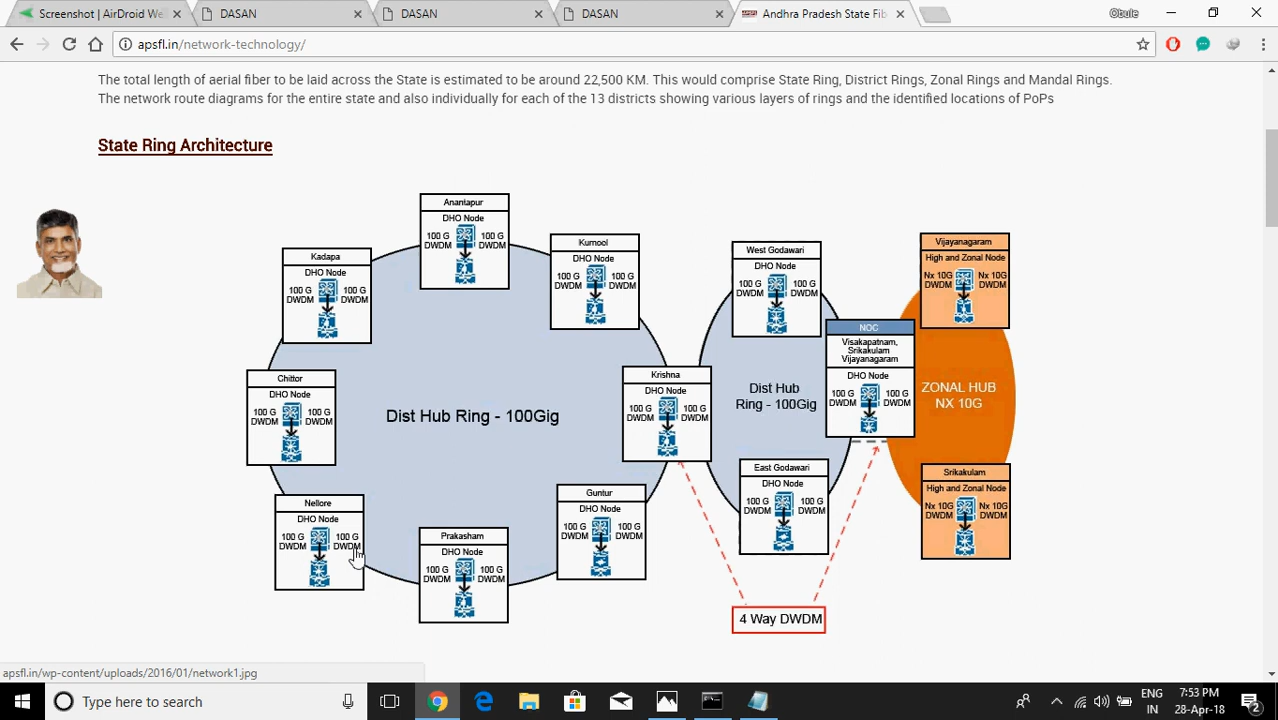 Screenshot | AirDroid We
DASAN
DASAN
DASAN
Andhra Pradesh State Fib
Obule
apsfl.in/network-technology/
The total length of aerial fiber to be laid across the State is estimated to be around 22,500 KM. This would comprise State Ring, District Rings, Zonal Rings and Mandal Rings.
The network route diagrams for the entire state and also individually for each of the 13 districts showing various layers of rings and the identified locations of PoPs
State Ring Architecture
Anantapur
DHO Node
100 G DWDM
100 G DWDM
Kadapa
DHO Node
100 G DWDM
100 G DWDM
Kurnool
DHO Node
100 G DWDM
100 G DWDM
West Godawari
DHO Node
100 G DWDM
100 G DWDM
Vijayanagaram
High and Zonal Node
Nx 10G DWDM
Nx 10G DWDM
NOC
Visakapatnam,
Srikakulam
Vijayanagaram
DHO Node
100 G DWDM
100 G DWDM
Chittor
DHO Node
100 G DWDM
100 G DWDM
Dist Hub Ring - 100Gig
Krishna
DHO Node
100 G DWDM
100 G DWDM
Dist Hub
Ring - 100Gig
ZONAL HUB
NX 10G
Nellore
DHO Node
100 G DWDM
100 G DWDM
Prakasham
DHO Node
100 G DWDM
100 G DWDM
Guntur
DHO Node
100 G DWDM
100 G DWDM
East Godawari
DHO Node
100 G DWDM
100 G DWDM
Srikakulam
High and Zonal Node
Nx 10G DWDM
Nx 10G DWDM
4 Way DWDM
apsfl.in/wp-content/uploads/2016/01/network1.jpg
Type here to search
ENG
IN
7:53 PM
28-Apr-18
2